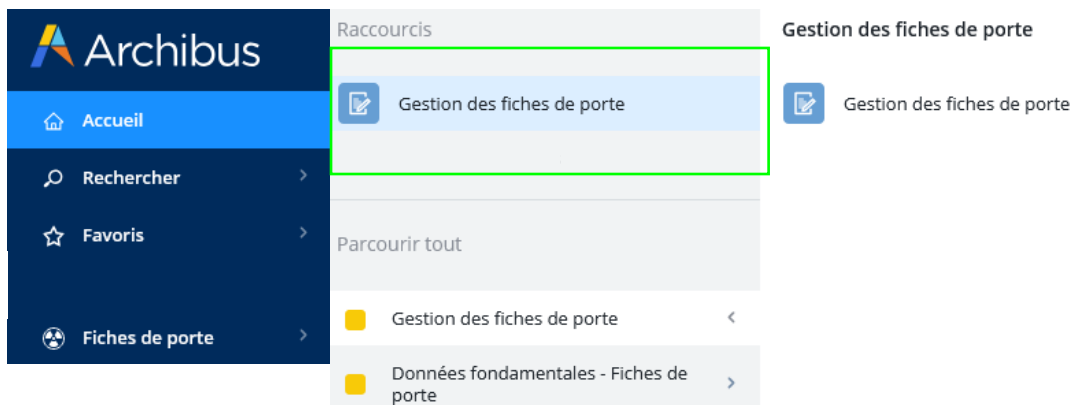 Archibus
Accueil
Rechercher
Favoris
Fiches de porte
Raccourcis
Gestion des fiches de porte
Parcourir tout
Gestion des fiches de porte
Données fondamentales - Fiches de
porte
Gestion des fiches de porte
Gestion des fiches de porte